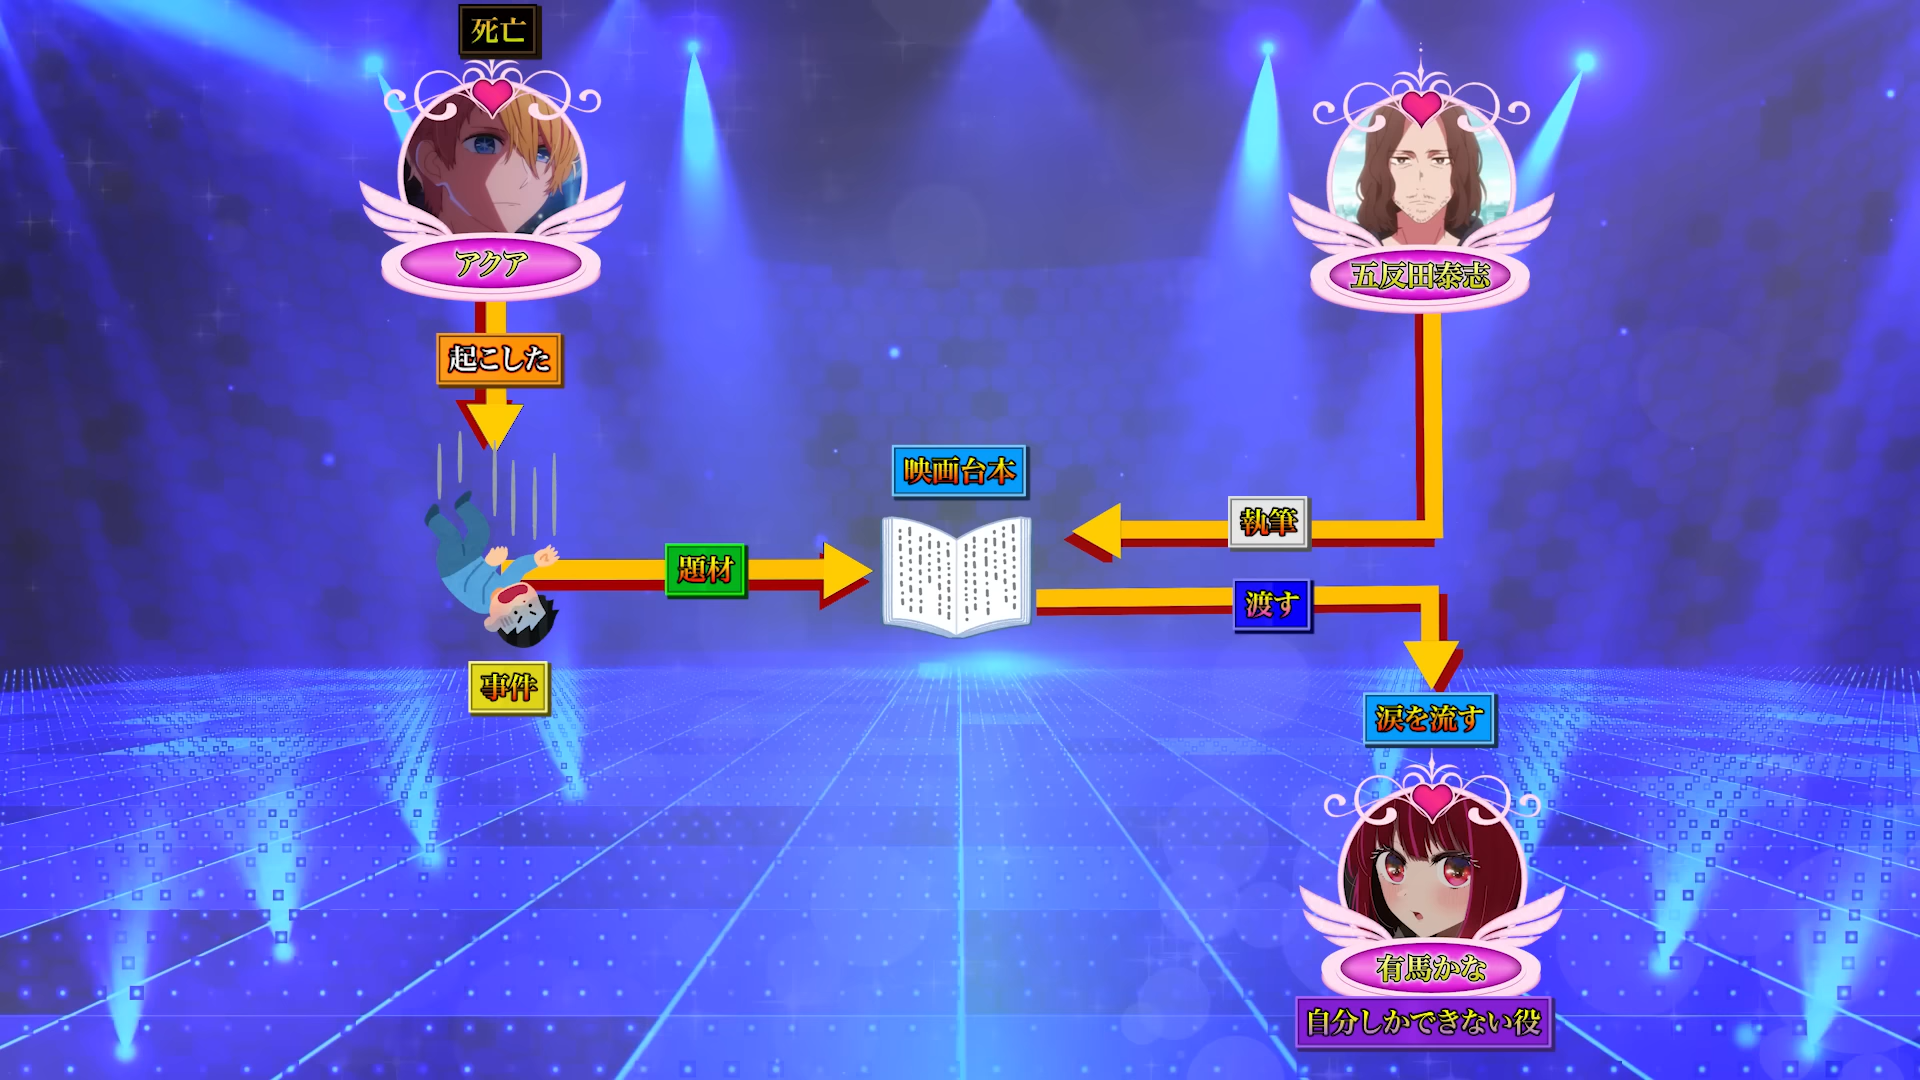 死亡
アクア
五反田泰志
起こした
映画台本
執筆
題材
渡す
事件
涙を流す
有馬かな
自分しかできない役